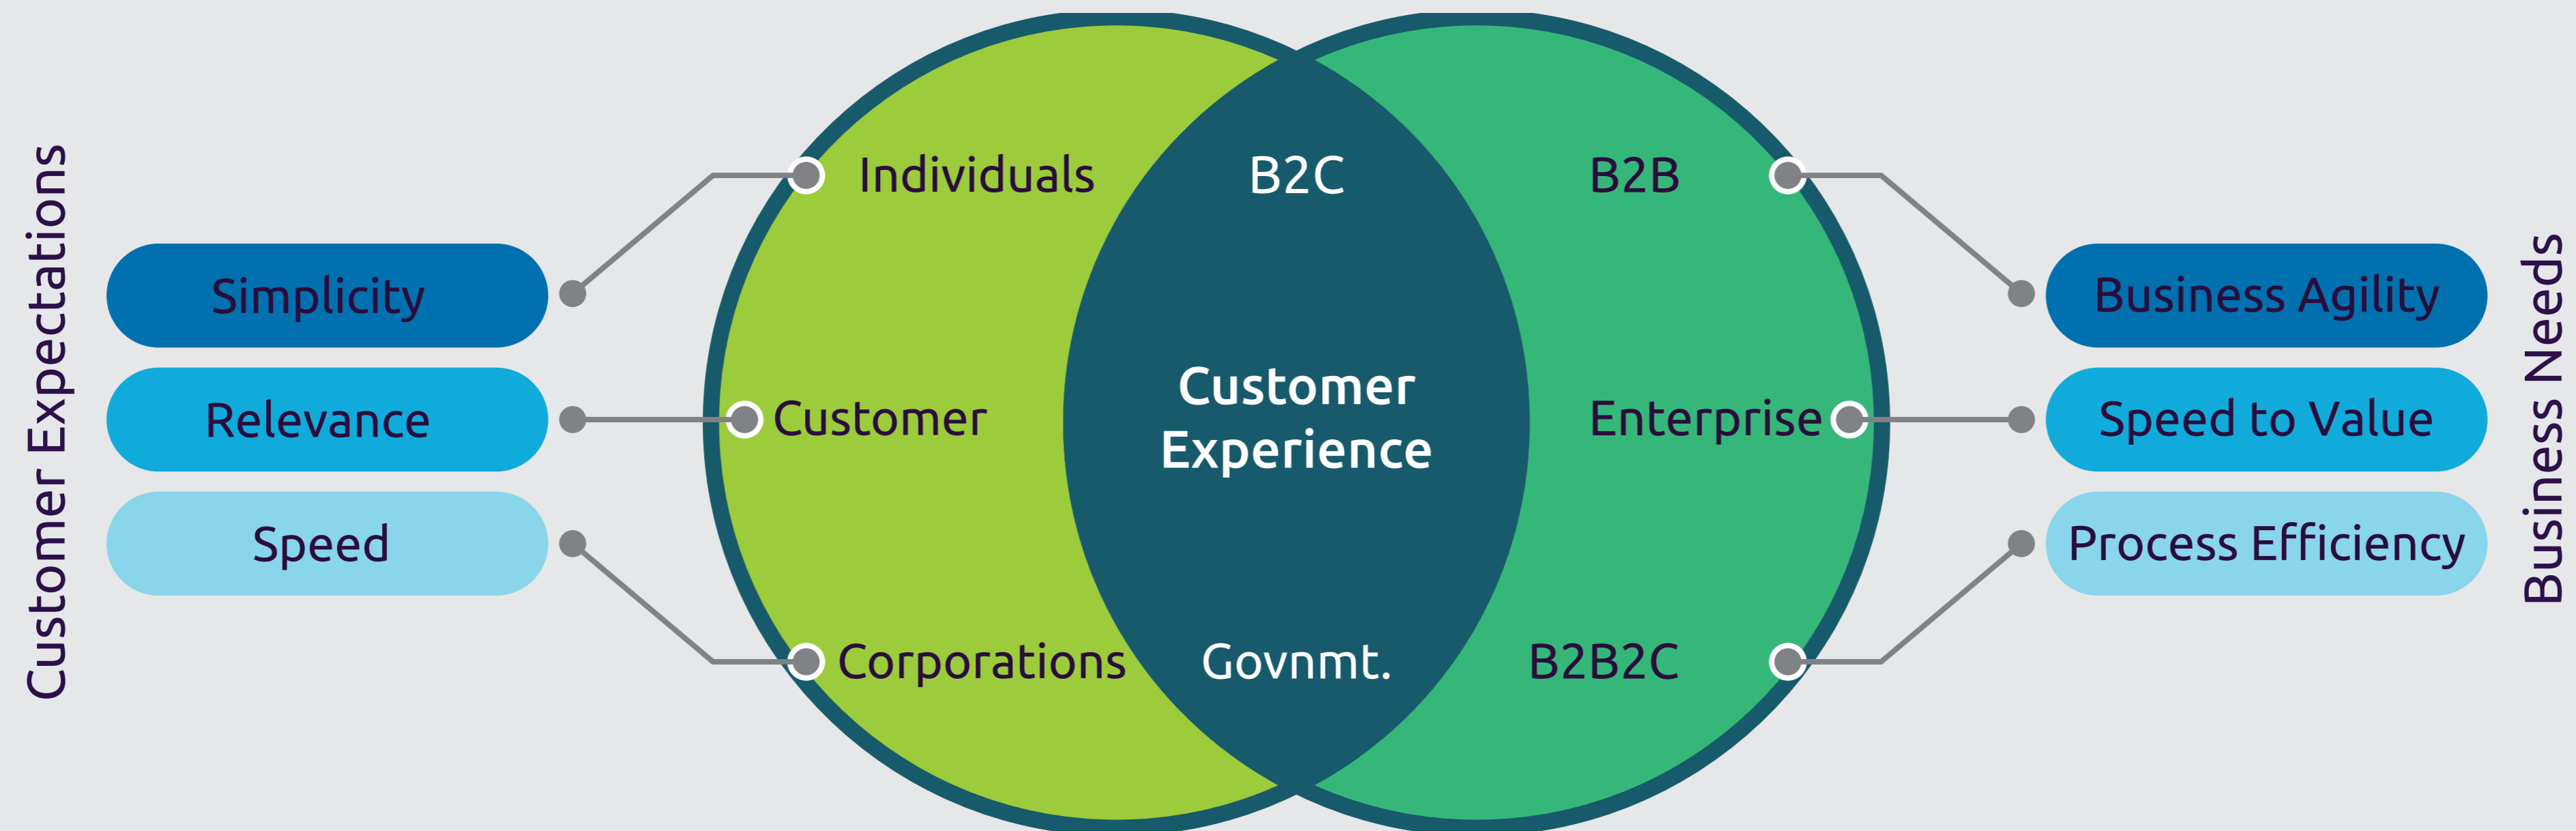 Customer Expectations
Simplicity
Relevance
Speed
Individuals
Customer
Corporations
B2C
Customer
Experience
Govnmt.
B2B
Enterprise
B2B2C
Business Agility
Speed to Value
Process Efficiency
Business Needs